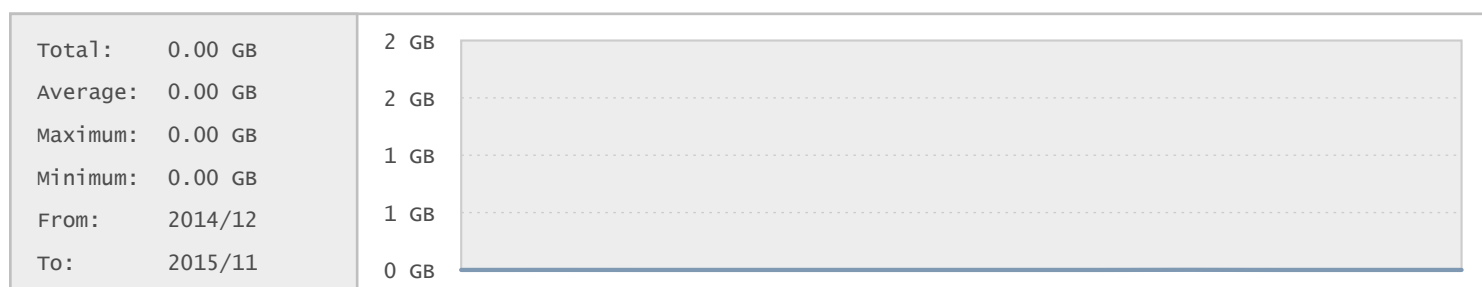 Total: 0.00 GB
Average: 0.00 GB
Maximum: 0.00 GB
Minimum: 0.00 GB
From: 2014/12
To: 2015/11
2 GB
2 GB
1 GB
1 GB
0 GB